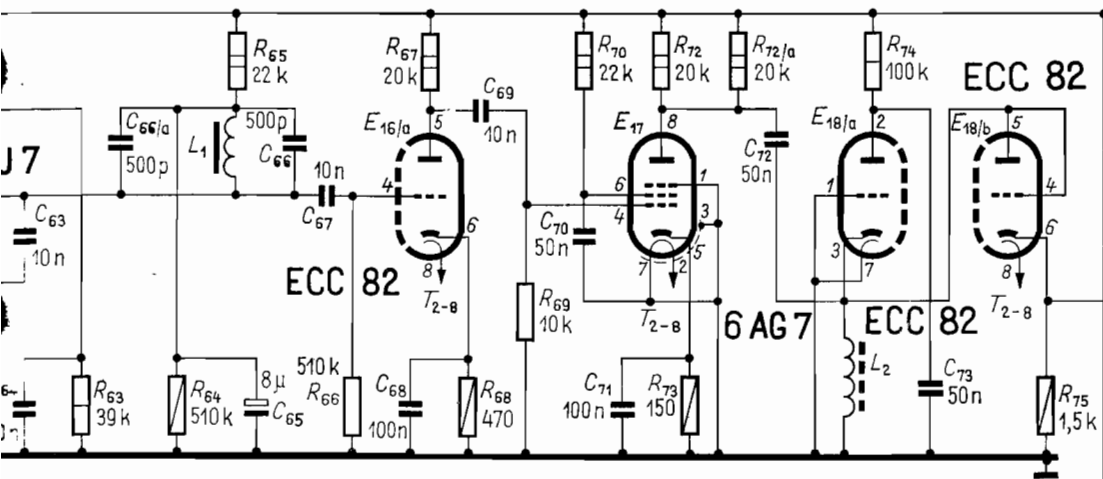 R65
22 k
R67
20 k
C69
10 n
R70
22 k
R72
20 k
R72/a
20 k
R74
100 k
ECC 82
C66/a
500 p
L1
500p
C66
E16/a
5
E17
8
C72
50n
E18/a
2
E18/b
5
J 7
10 n
C67
4
6
8
T2-8
1
6
4
3
5
7
2
T2-8
1
3
7
4
6
8
T2-8
C63
10 n
ECC 82
C70
50 n
R69
10 k
6 AG 7
ECC 82
R63
39 k
R64
510 k
8 μ
C65
510 k
R66
C68
100n
R68
470
C71
100 n
R73
150
L2
C73
50 n
R75
1,5 k